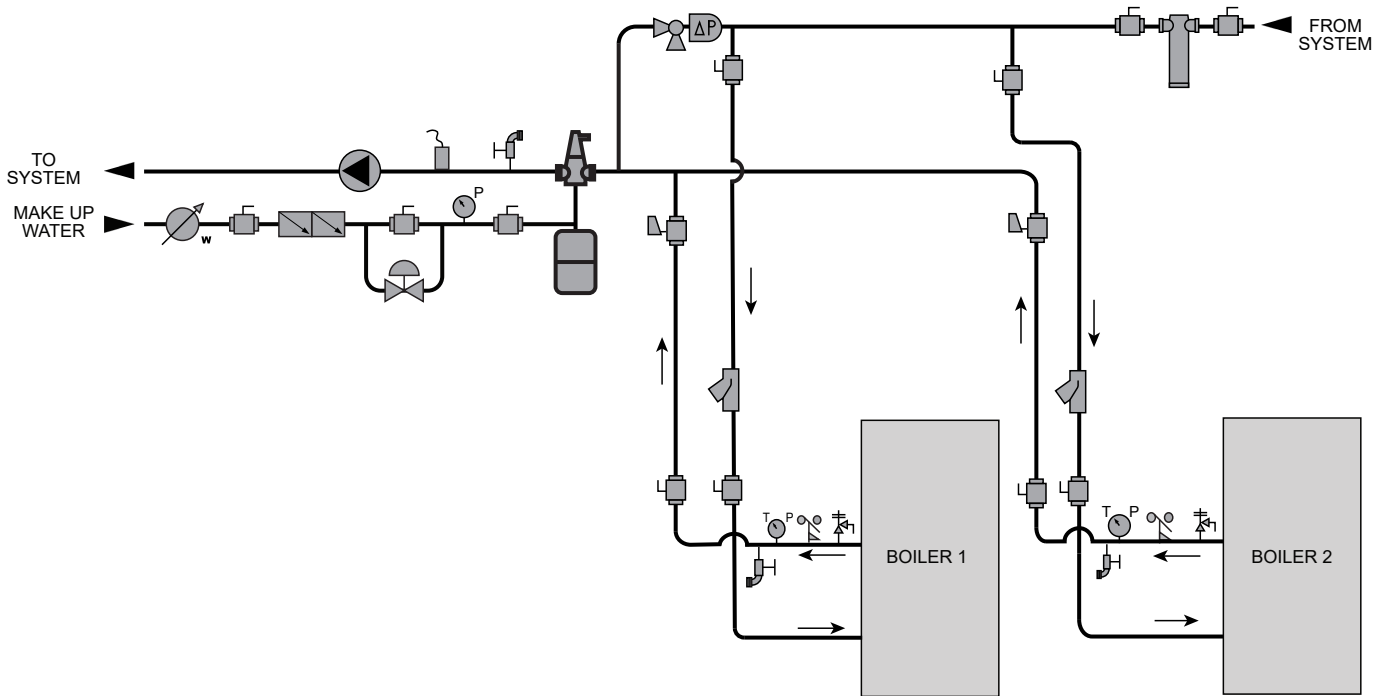 ΔP
FROM
SYSTEM
TO
SYSTEM
MAKE UP
WATER
P
W
T P
T P
BOILER 1
BOILER 2